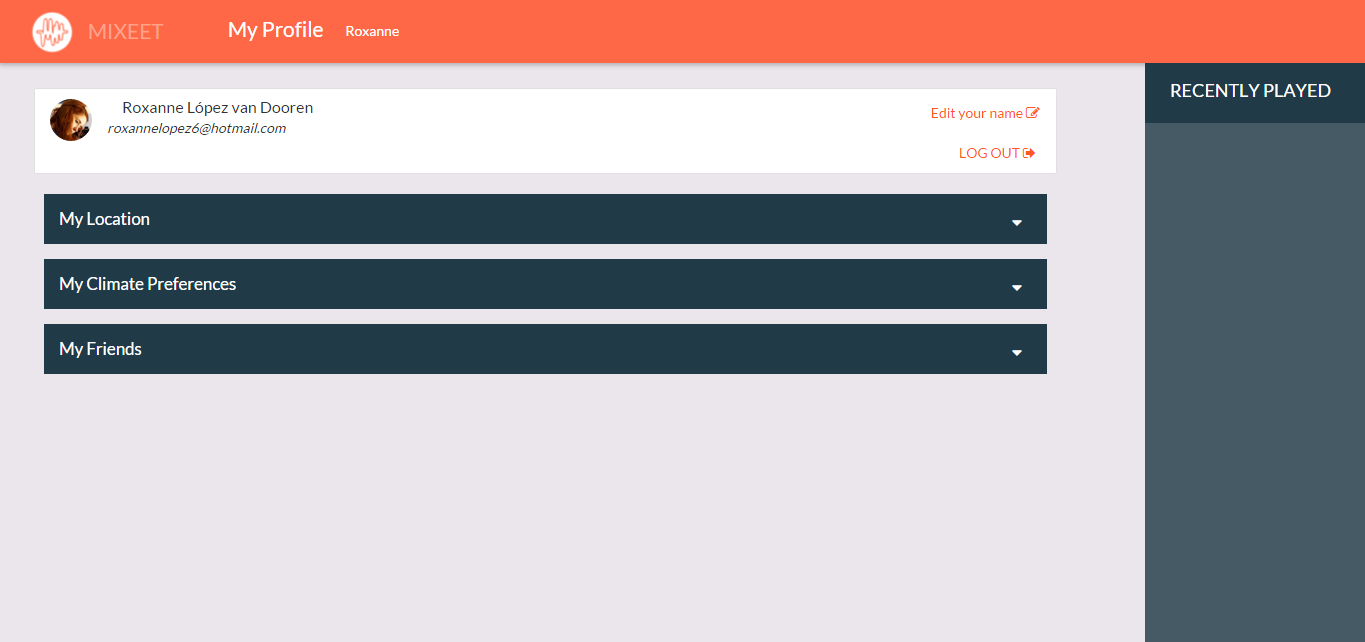 MIXEET
My Profile
Roxanne
RECENTLY PLAYED
Roxanne López van Dooren
roxannelopez6@hotmail.com
Edit your name
LOG OUT
My Location
My Climate Preferences
My Friends